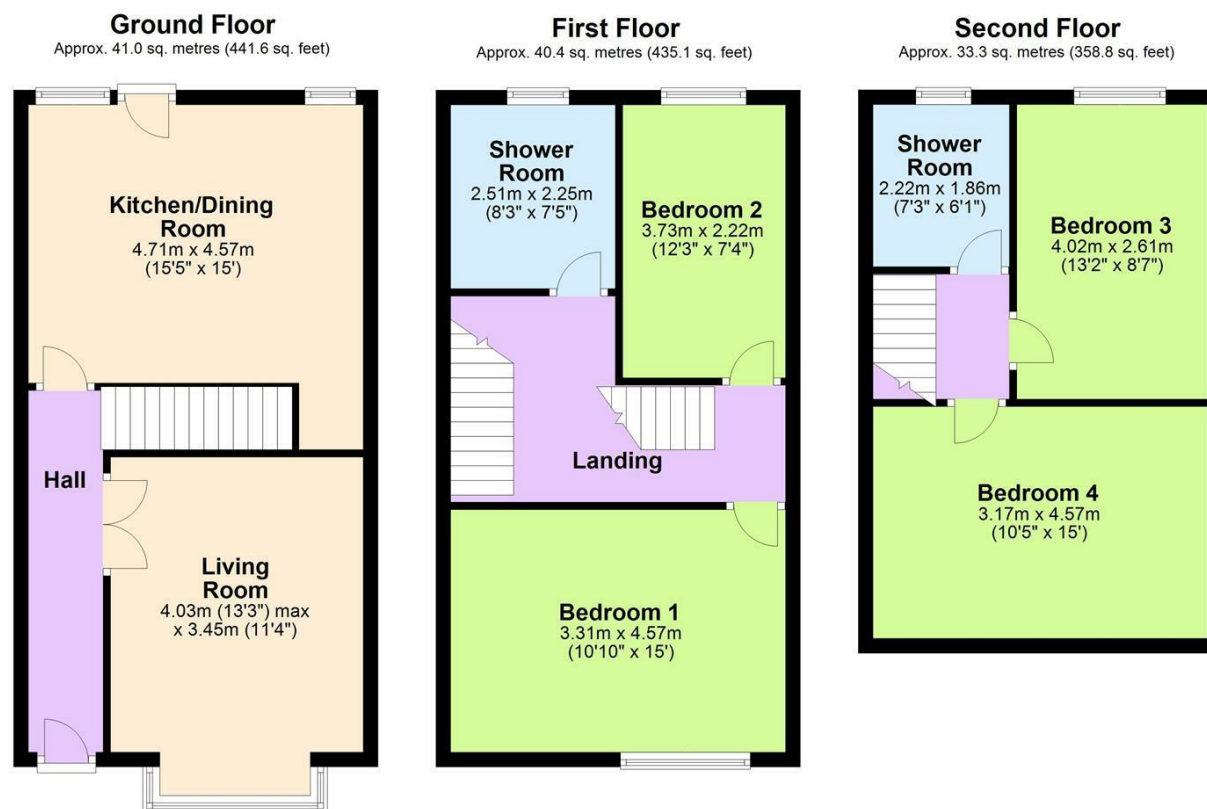 Ground Floor
Approx. 41.0 sq. metres (441.6 sq. feet)
Kitchen/Dining
Room
4.71m x 4.57m
(15'5" x 15')
Hall
Living
Room
4.03m (13'3") max
x 3.45m (11'4")
First Floor
Approx. 40.4 sq. metres (435.1 sq. feet)
Shower
Room
2.51m x 2.25m
(8'3" x 7'5")
Bedroom 2
3.73m x 2.22m
(12'3" x 7'4")
Landing
Bedroom 1
3.31m x 4.57m
(10'10" x 15')
Second Floor
Approx. 33.3 sq. metres (358.8 sq. feet)
Shower
Room
2.22m x 1.86m
(7'3" x 6'1")
Bedroom 3
4.02m x 2.61m
(13'2" x 8'7")
Bedroom 4
3.17m x 4.57m
(10'5" x 15')